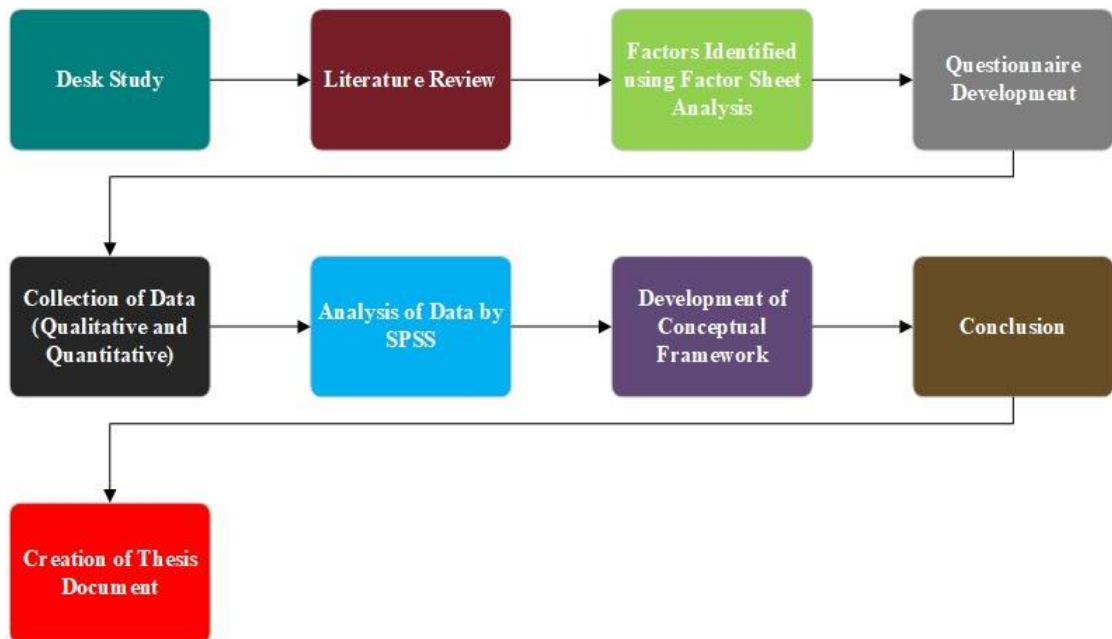 Desk Study
Literature Review
Factors Identified
using Factor Sheet
Analysis
Questionnaire
Development
Collection of Data
(Qualitative and
Quantitative)
Analysis of Data by
SPSS
Development of
Conceptual
Framework
Conclusion
Creation of Thesis
Document